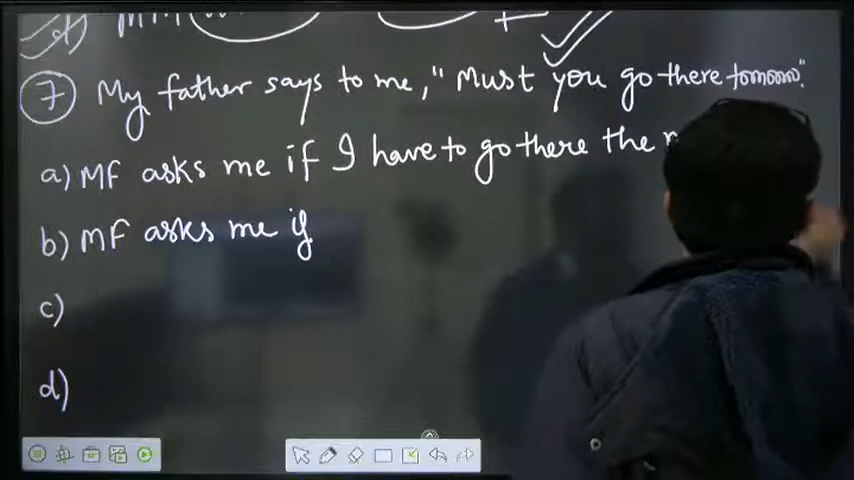 7 My father says to me, "Must you go there tomorrow".
a) MF asks me if I have to go there the
b) MF asks me if
c)
d)